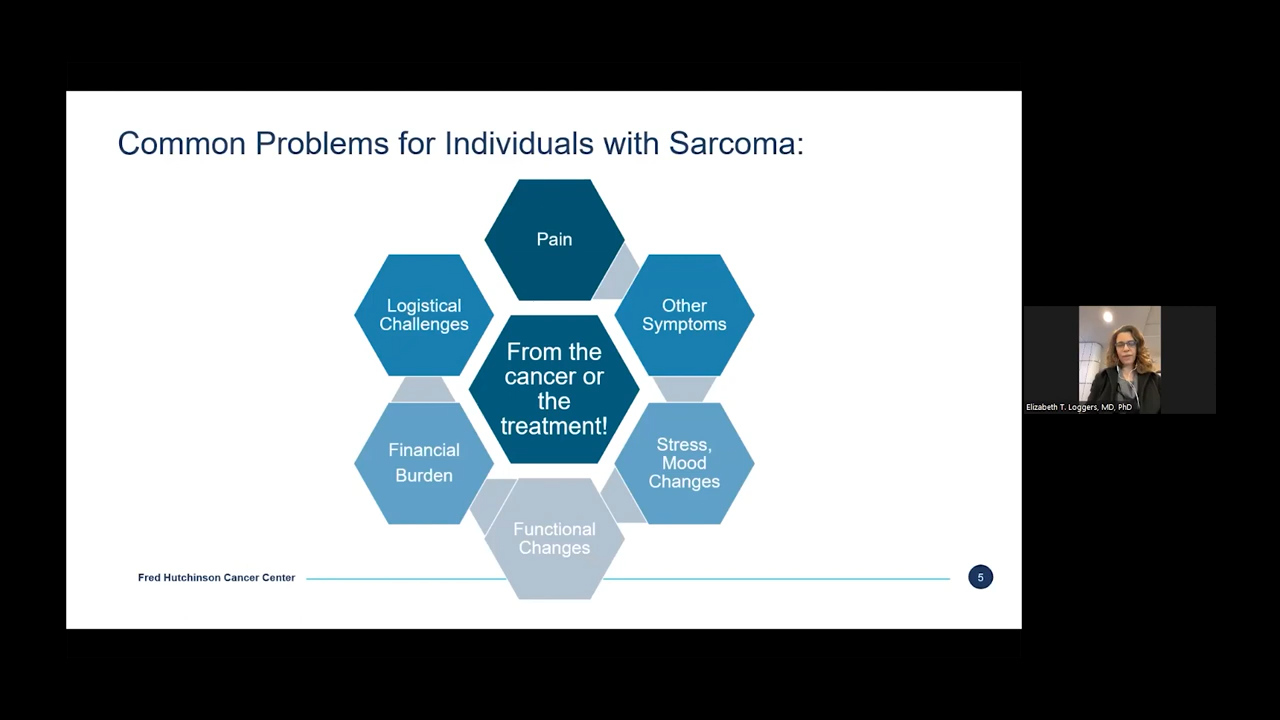 Common Problems for Individuals with Sarcoma:
Pain
Logistical
Challenges
Other
Symptoms
From the
cancer or
the
treatment!
Financial
Burden
Stress,
Mood
Changes
Functional
Changes
Fred Hutchinson Cancer Center
5
Elizabeth T. Loggers, MD, PhD